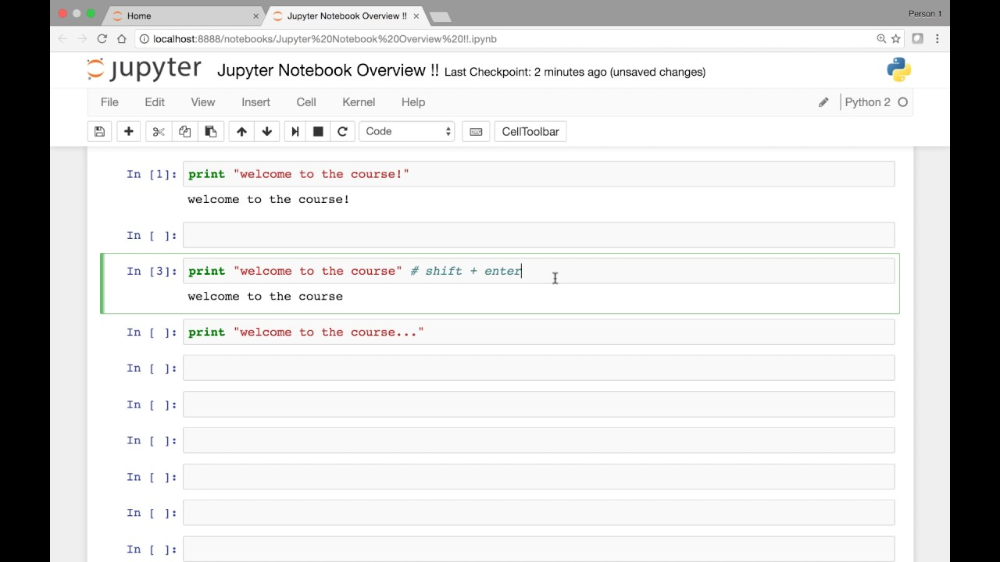 Home
Jupyter Notebook Overview !!
Person 1
localhost:8888/notebooks/Jupyter%20Notebook%20Overview%20!!.ipynb
jupyter Jupyter Notebook Overview !! Last Checkpoint: 2 minutes ago (unsaved changes)
File Edit View Insert Cell Kernel Help Python 2
Code CellToolbar
In [1]: print "welcome to the course!"
welcome to the course!
In [ ]:
In [3]: print "welcome to the course" # shift + enter
welcome to the course
In [ ]: print "welcome to the course..."
In [ ]:
In [ ]:
In [ ]:
In [ ]:
In [ ]:
In [ ]: